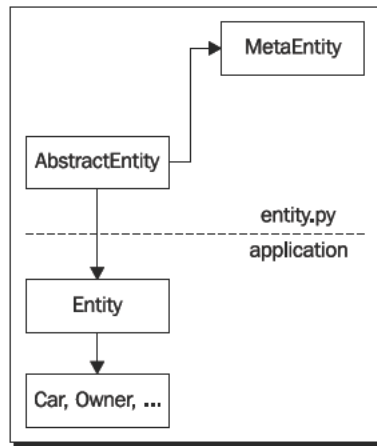 MetaEntity
AbstractEntity
entity.py
application
Entity
Car, Owner, ...